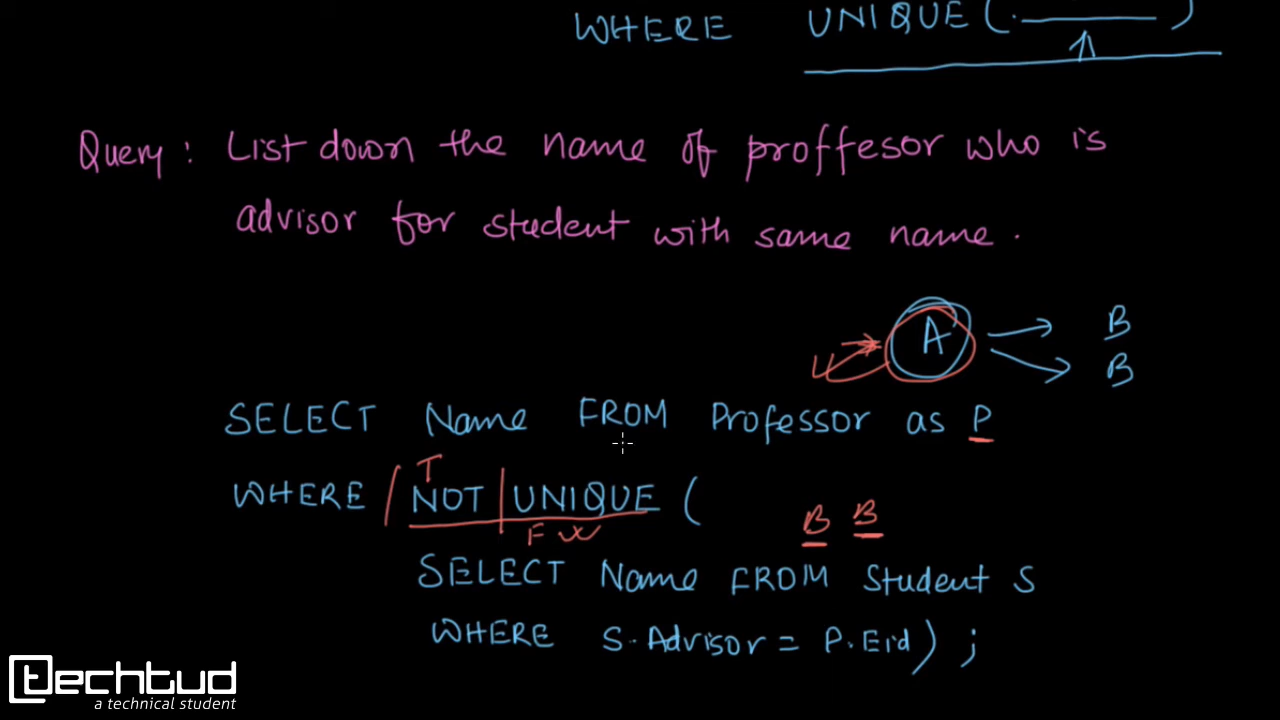 WHERE UNIQUE ( )
Query : List down the name of proffesor who is
advisor for student with same name .
A B
B
SELECT Name FROM Professor as P
T
WHERE NOT UNIQUE (
F B B
SELECT Name FROM Student S
WHERE S.Advisor = P.Eid ) ;
techtud
a technical student